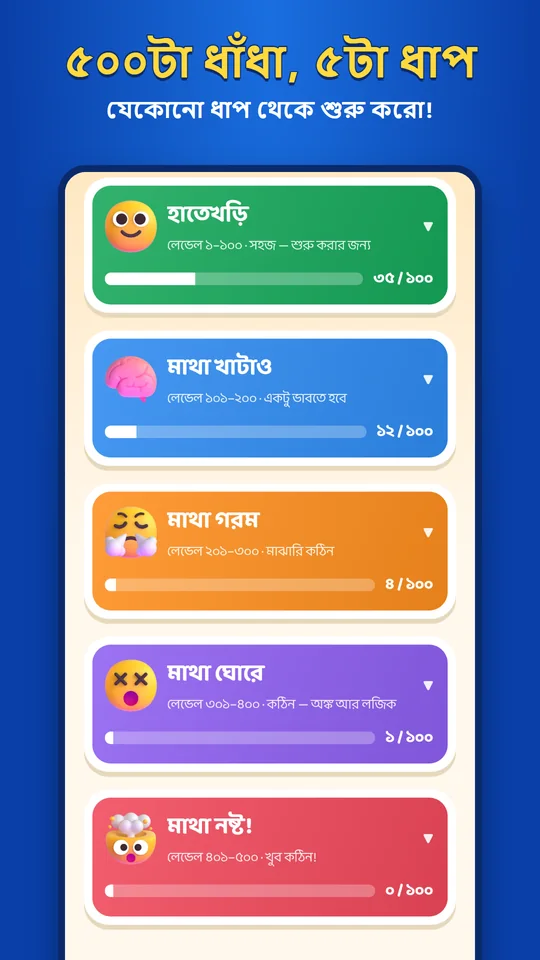 ৫০০টা ধাঁধা, ৫টা ধাপ
যেকোনো ধাপ থেকে শুরু করো!
হাতেখড়ি
লেভেল ১–১০০ · সহজ — শুরু করার জন্য
৩৫ / ১০০
মাথা খাটাও
লেভেল ১০১–২০০ · একটু ভাবতে হবে
১২ / ১০০
মাথা গরম
লেভেল ২০১–৩০০ · মাঝারি কঠিন
৪ / ১০০
মাথা ঘোরে
লেভেল ৩০১–৪০০ · কঠিন — অঙ্ক আর লজিক
১ / ১০০
মাথা নষ্ট!
লেভেল ৪০১–৫০০ · খুব কঠিন!
০ / ১০০